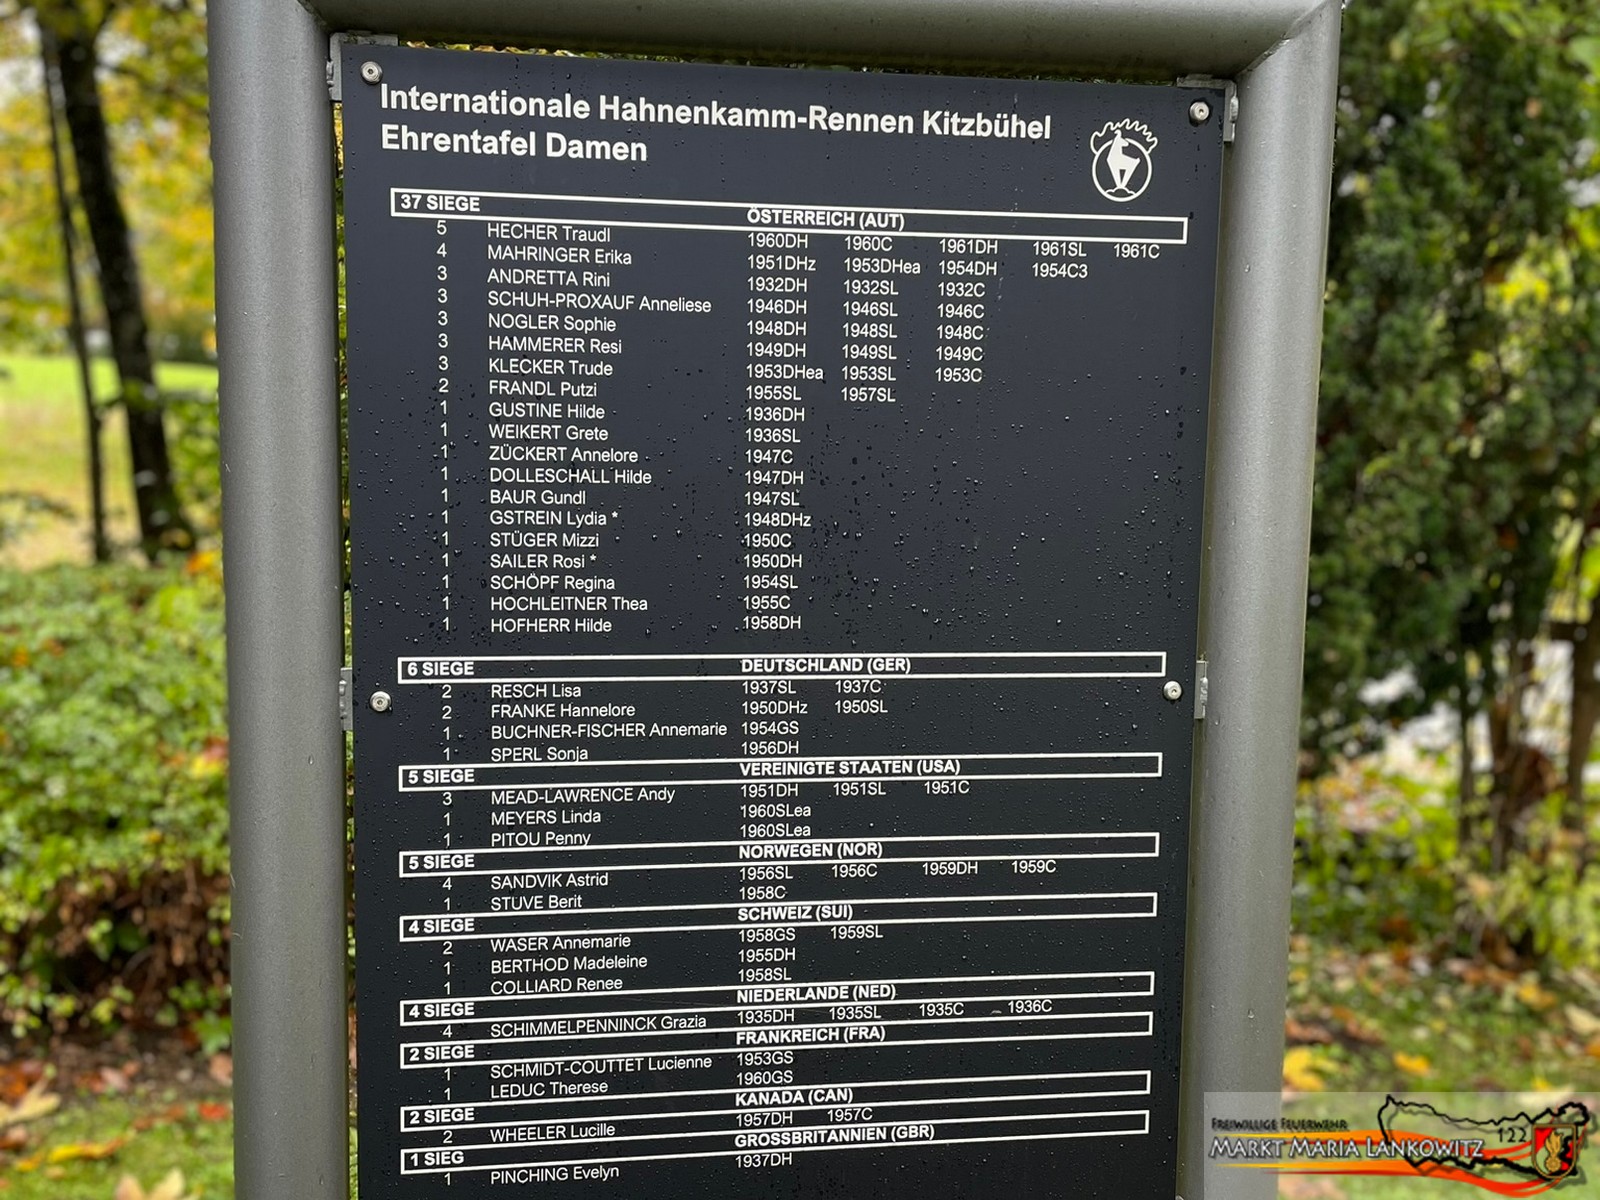 Internationale Hahnenkamm-Rennen Kitzbühel
Ehrentafel Damen
37 SIEGE ÖSTERREICH (AUT)
5 HECHER Traudl 1960DH 1960C 1961DH 1961SL 1961C
4 MAHRINGER Erika 1951DHz 1953DHea 1954DH 1954C3
3 ANDRETTA Rini 1932DH 1932SL 1932C
3 SCHUH-PROXAUF Anneliese 1946DH 1946SL 1946C
3 NOGLER Sophie 1948DH 1948SL 1948C
3 HAMMERER Resi 1949DH 1949SL 1949C
3 KLECKER Trude 1953DHea 1953SL 1953C
2 FRANDL Putzi 1955SL 1957SL
1 GUSTINE Hilde 1936DH
1 WEIKERT Grete 1936SL
1 ZÜCKERT Annelore 1947C
1 DOLLESCHALL Hilde 1947DH
1 BAUR Gundl 1947SL
1 GSTREIN Lydia * 1948DHz
1 STÜGER Mizzi 1950C
1 SAILER Rosi * 1950DH
1 SCHÖPF Regina 1954SL
1 HOCHLEITNER Thea 1955C
1 HOFHERR Hilde 1958DH
6 SIEGE DEUTSCHLAND (GER)
2 RESCH Lisa 1937SL 1937C
2 FRANKE Hannelore 1950DHz 1950SL
1 BUCHNER-FISCHER Annemarie 1954GS
1 SPERL Sonja 1956DH
5 SIEGE VEREINIGTE STAATEN (USA)
3 MEAD-LAWRENCE Andy 1951DH 1951SL 1951C
1 MEYERS Linda 1960SLea
1 PITOU Penny 1960SLea
5 SIEGE NORWEGEN (NOR)
4 SANDVIK Astrid 1956SL 1956C 1959DH 1959C
1 STUVE Berit 1958C
4 SIEGE SCHWEIZ (SUI)
2 WASER Annemarie 1958GS 1959SL
1 BERTHOD Madeleine 1955DH
1 COLLIARD Renee 1958SL
4 SIEGE NIEDERLANDE (NED)
4 SCHIMMELPENNINCK Grazia 1935DH 1935SL 1935C 1936C
2 SIEGE FRANKREICH (FRA)
1 SCHMIDT-COUTTET Lucienne 1953GS
1 LEDUC Therese 1960GS
2 SIEGE KANADA (CAN)
2 WHEELER Lucille 1957DH 1957C
1 SIEG GROSSBRITANNIEN (GBR)
1 PINCHING Evelyn 1937DH
FREIWILLIGE FEUERWEHR
MARKT MARIA LANKOWITZ 122